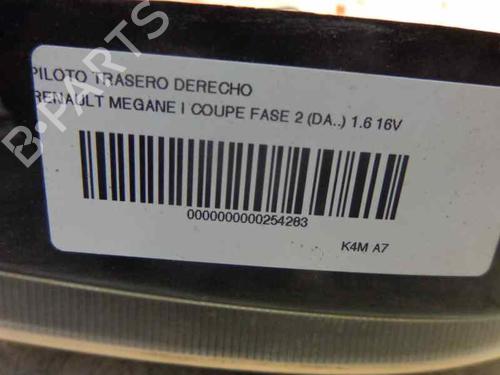 PILOTO TRASERO DERECHO
RENAULT MEGANE I COUPE FASE 2 (DA..) 1.6 16V
0000000000254283
K4M A7
B-PARTS